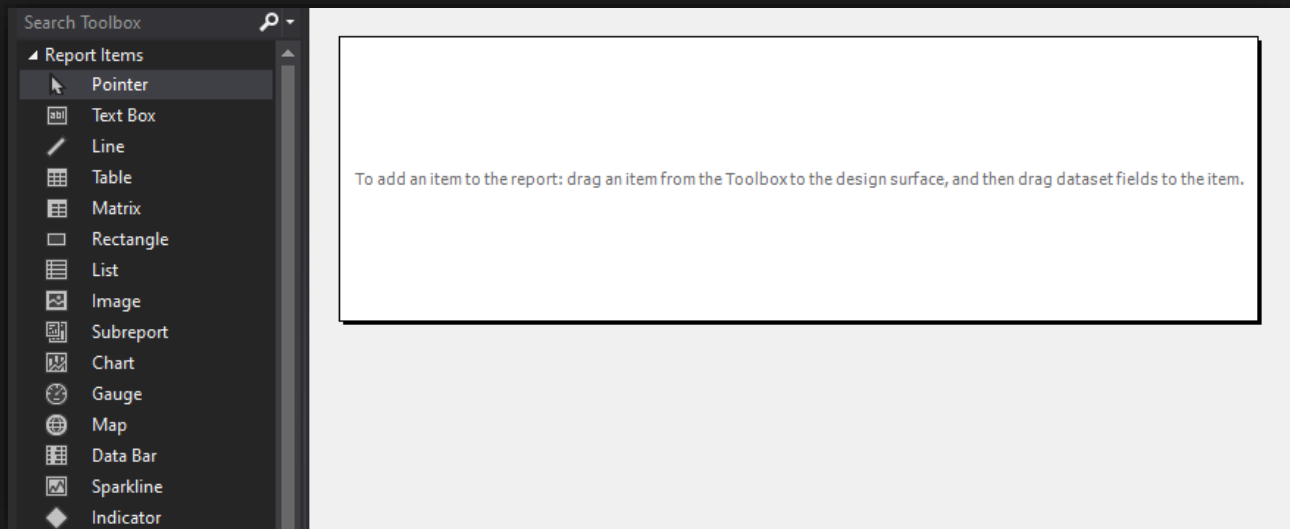 Search Toolbox
Report Items
Pointer
abl Text Box
Line
Table
Matrix
Rectangle
List
Image
Subreport
Chart
Gauge
Map
Data Bar
Sparkline
Indicator
To add an item to the report: drag an item from the Toolbox to the design surface, and then drag dataset fields to the item.